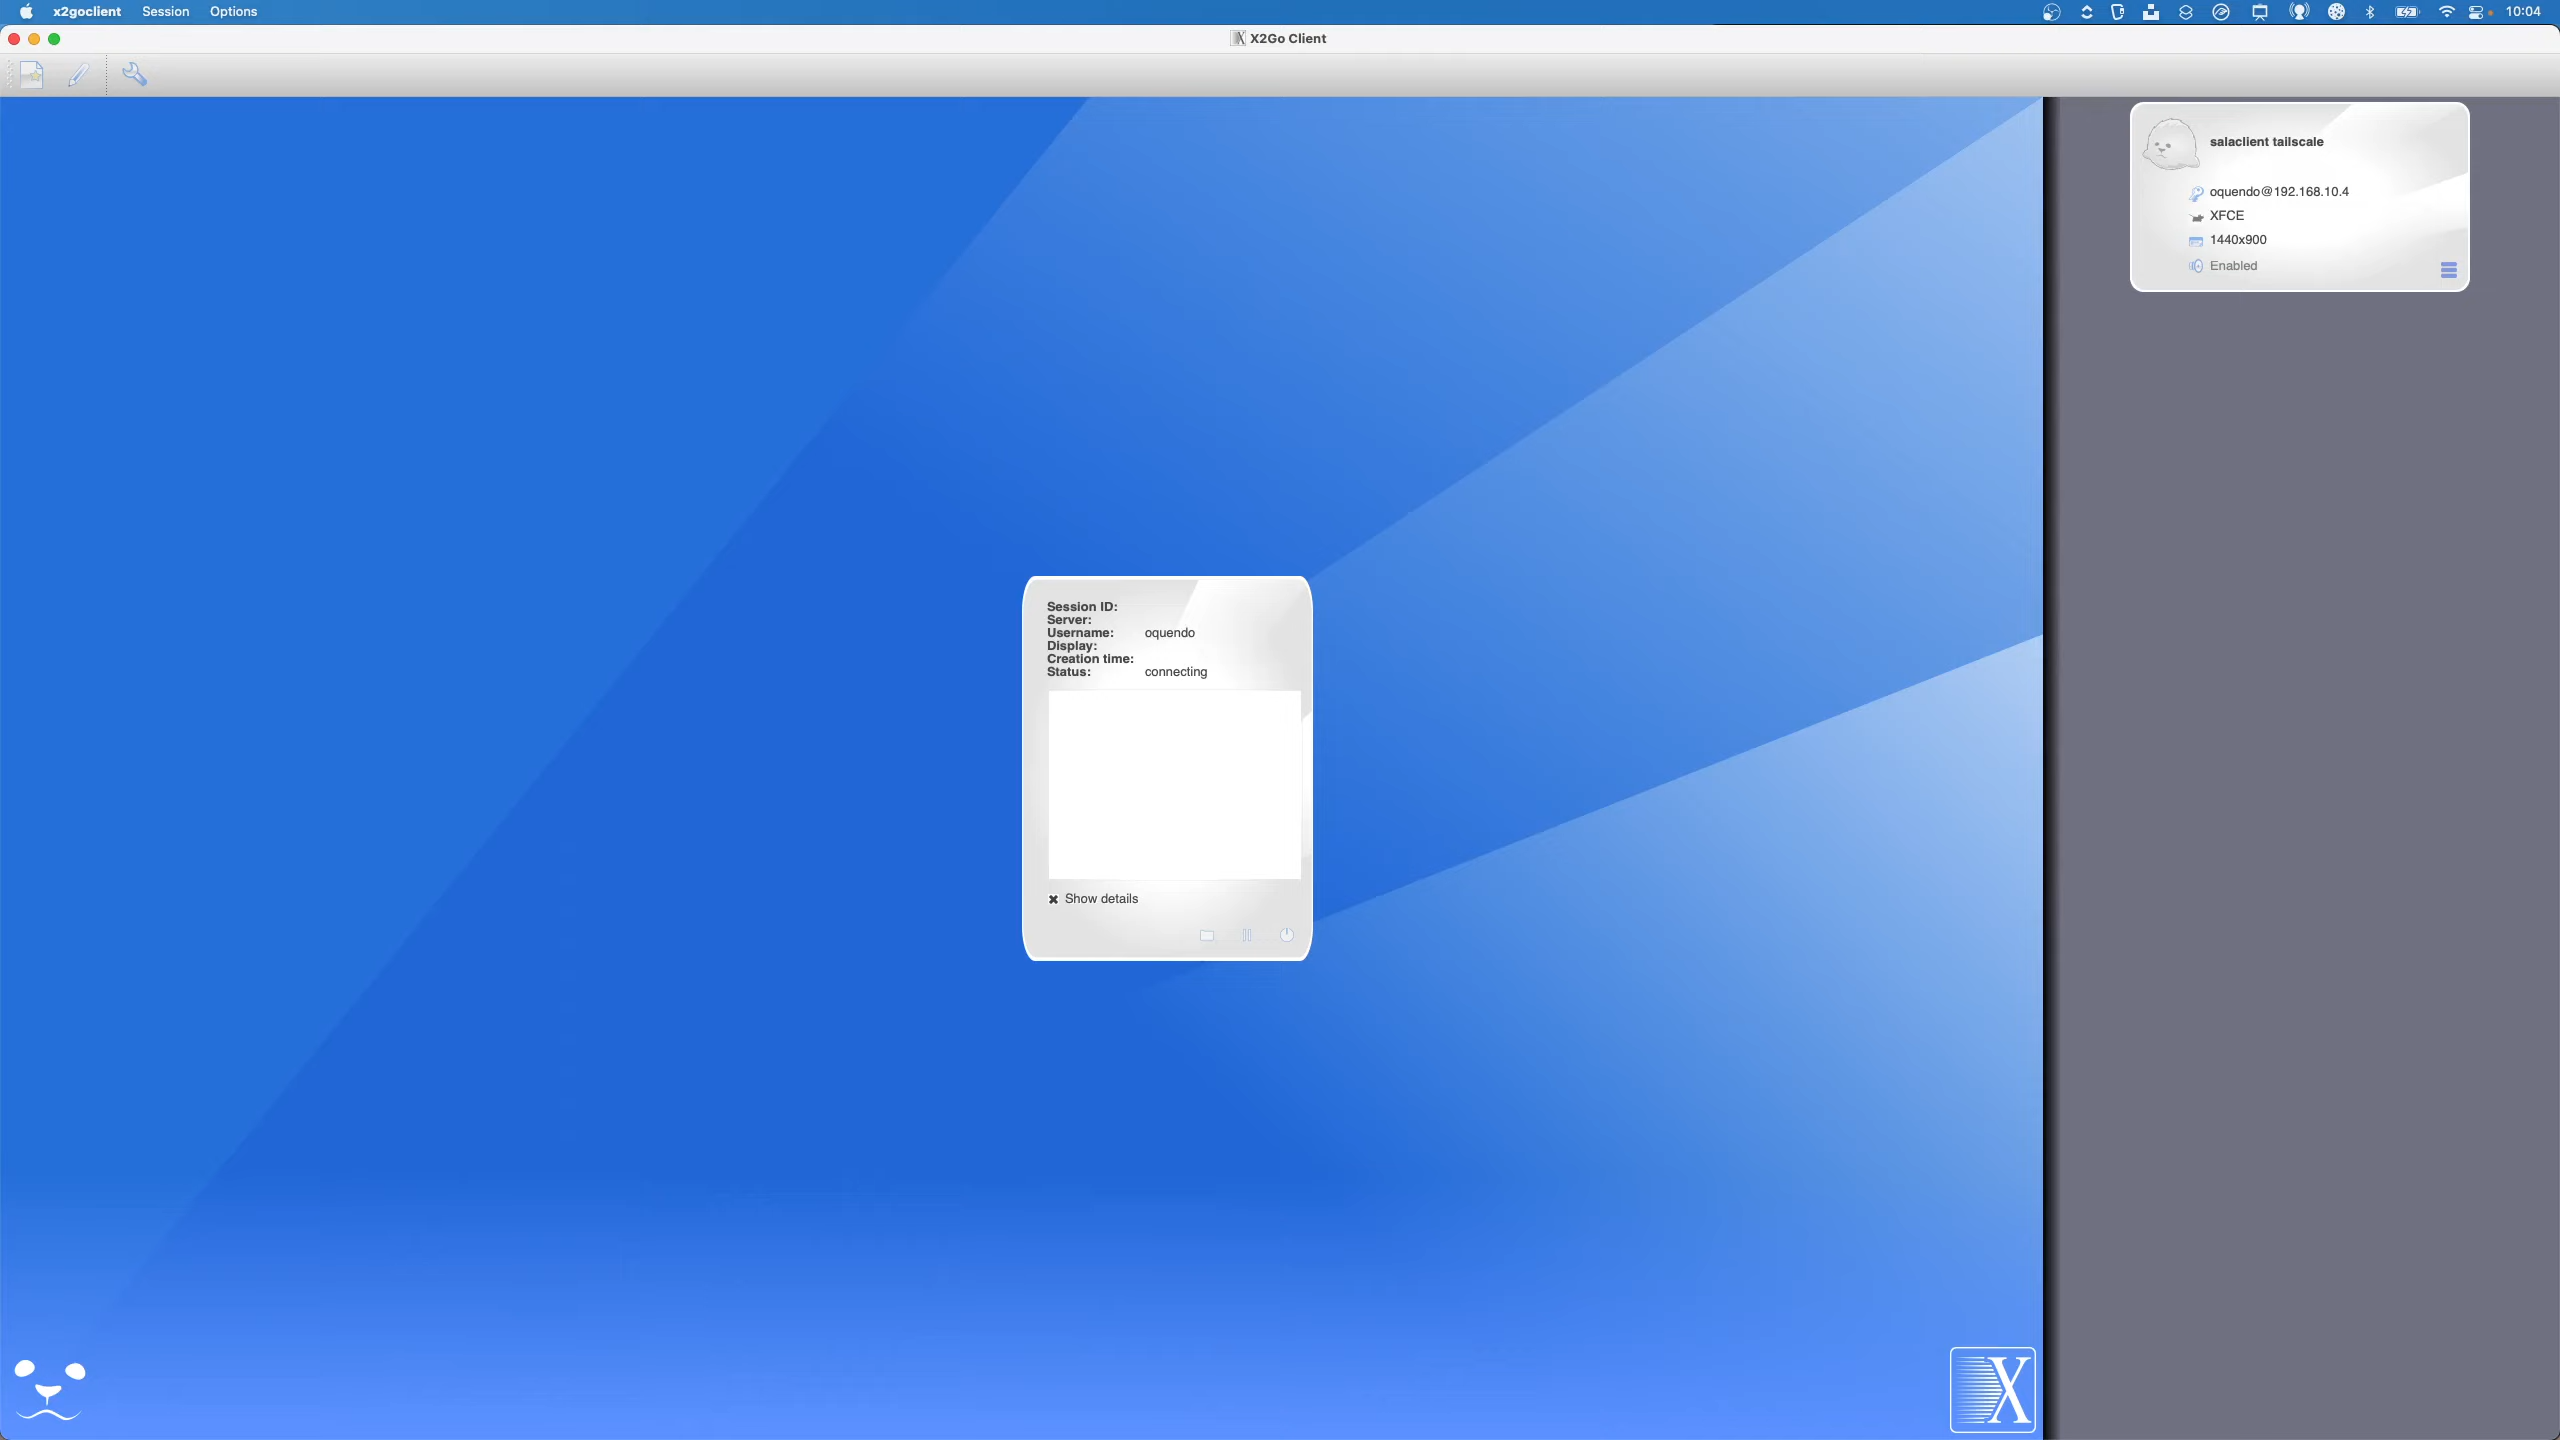 x2goclient Session Options 10:04
X2Go Client
salaclient tailscale
oquendo@192.168.10.4
XFCE
1440x900
Enabled
Session ID:
Server:
Username: oquendo
Display:
Creation time:
Status: connecting
Show details
X